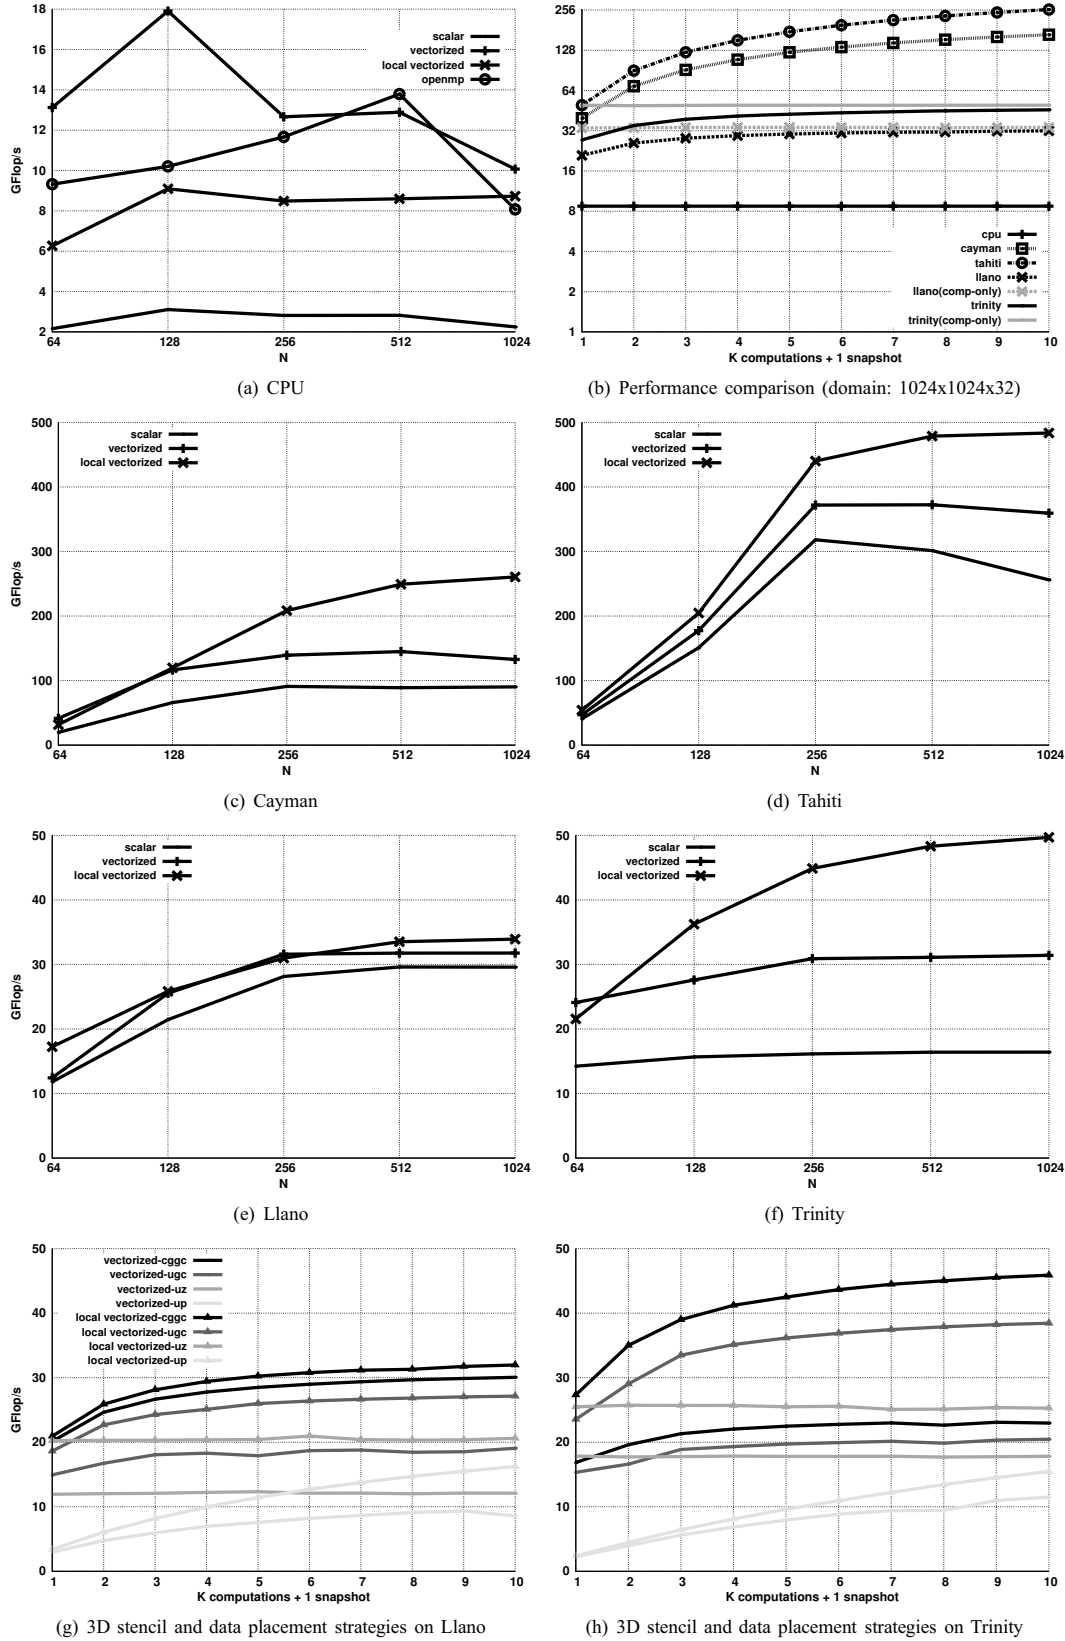 18
16
14
12
10
8
6
4
2
GFlop/s
scalar
vectorized
local vectorized
openmp
64 128 256 512 1024
N
(a) CPU
256
128
64
32
16
8
4
2
1
cpu
cayman
tahiti
llano
llano(comp-only)
trinity
trinity(comp-only)
1 2 3 4 5 6 7 8 9 10
K computations + 1 snapshot
(b) Performance comparison (domain: 1024x1024x32)
500
400
300
200
100
0
GFlop/s
scalar
vectorized
local vectorized
64 128 256 512 1024
N
(c) Cayman
500
400
300
200
100
0
scalar
vectorized
local vectorized
64 128 256 512 1024
N
(d) Tahiti
50
40
30
20
10
0
GFlop/s
scalar
vectorized
local vectorized
64 128 256 512 1024
N
(e) Llano
50
40
30
20
10
0
scalar
vectorized
local vectorized
64 128 256 512 1024
N
(f) Trinity
50
40
30
20
10
0
GFlop/s
vectorized-cggc
vectorized-ugc
vectorized-uz
vectorized-up
local vectorized-cggc
local vectorized-ugc
local vectorized-uz
local vectorized-up
1 2 3 4 5 6 7 8 9 10
K computations + 1 snapshot
(g) 3D stencil and data placement strategies on Llano
50
40
30
20
10
0
1 2 3 4 5 6 7 8 9 10
K computations + 1 snapshot
(h) 3D stencil and data placement strategies on Trinity